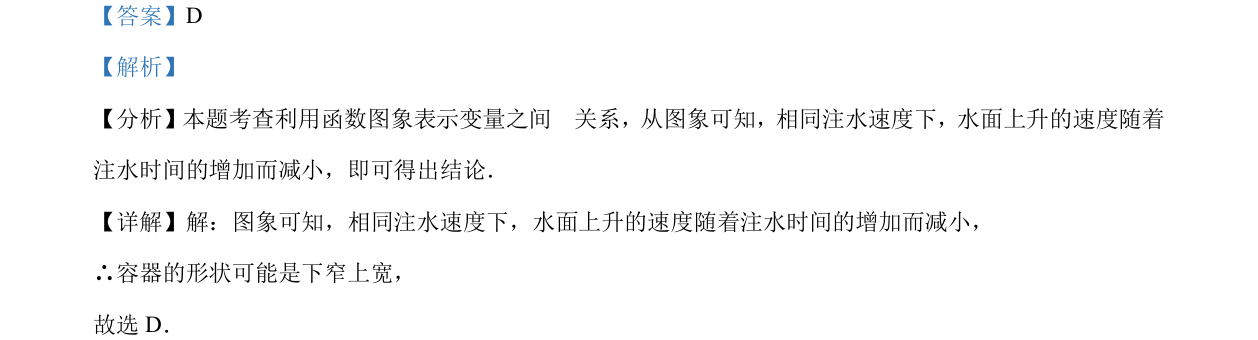 【答案】D
【解析】
【分析】本题考查利用函数图象表示变量之间 关系，从图象可知，相同注水速度下，水面上升的速度随着
注水时间的增加而减小，即可得出结论．
【详解】解：图象可知，相同注水速度下，水面上升的速度随着注水时间的增加而减小，
∴容器的形状可能是下窄上宽，
故选 D．